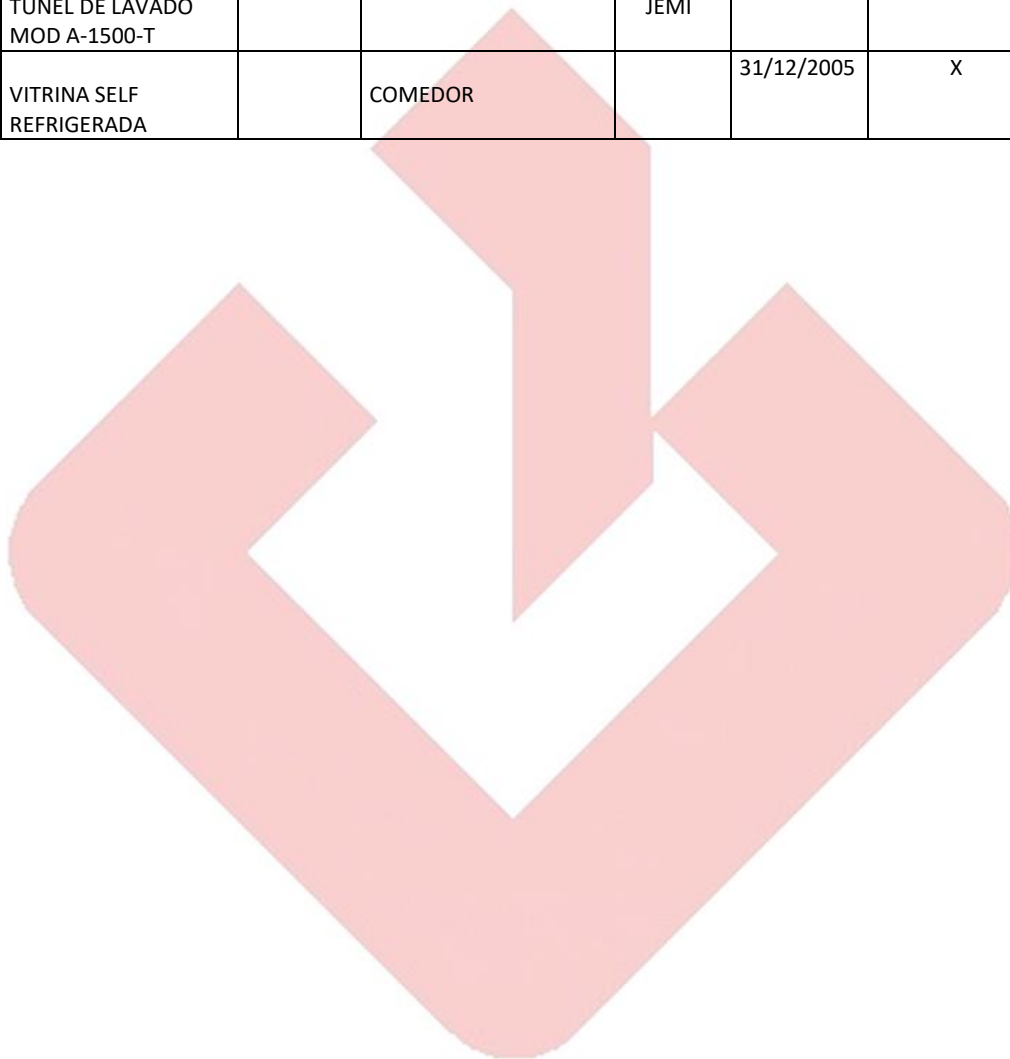 TUNEL DE LAVADO JEMI
MOD A-1500-T
31/12/2005 X
VITRINA SELF COMEDOR
REFRIGERADA